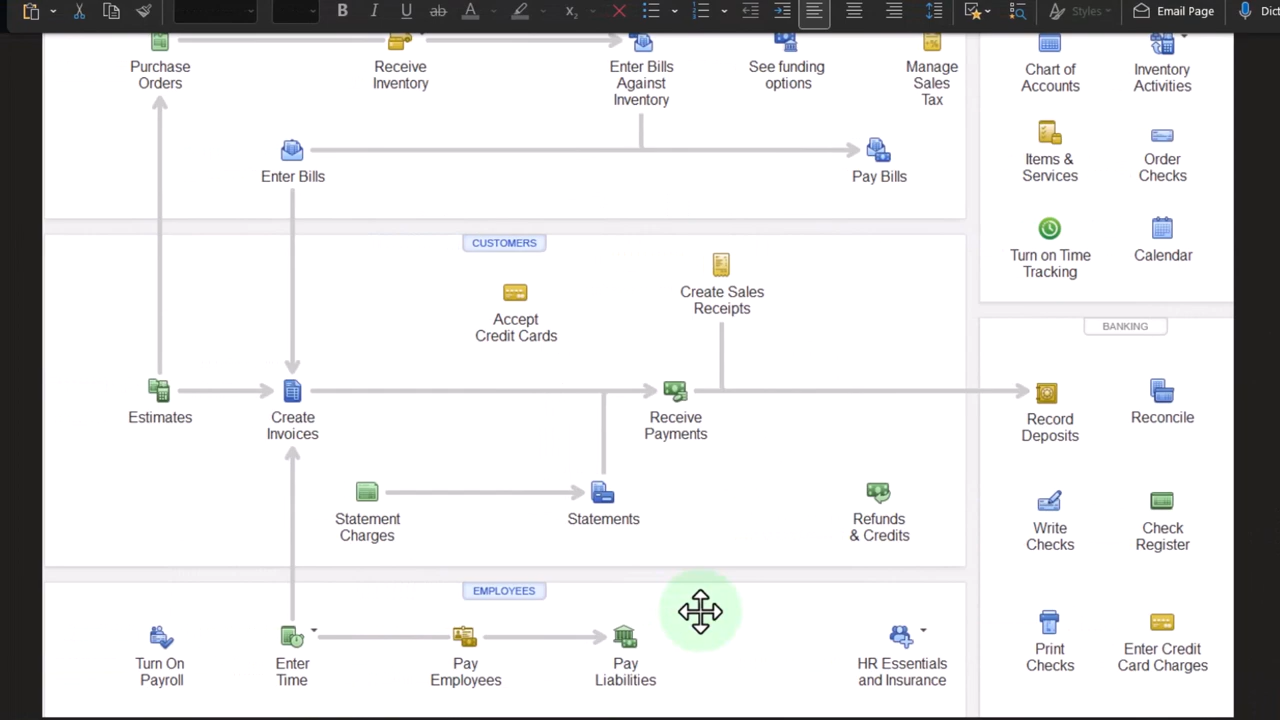 B I U ab A x Styles Email Page Dict
Purchase
Orders
Receive
Inventory
Enter Bills
Against
Inventory
See funding
options
Manage
Sales
Tax
Chart of
Accounts
Inventory
Activities
Enter Bills
Pay Bills
Items &
Services
Order
Checks
Turn on Time
Tracking
Calendar
CUSTOMERS
Create Sales
Receipts
Accept
Credit Cards
BANKING
Estimates
Create
Invoices
Receive
Payments
Record
Deposits
Reconcile
Statement
Charges
Statements
Refunds
& Credits
Write
Checks
Check
Register
EMPLOYEES
Turn On
Payroll
Enter
Time
Pay
Employees
Pay
Liabilities
HR Essentials
and Insurance
Print
Checks
Enter Credit
Card Charges